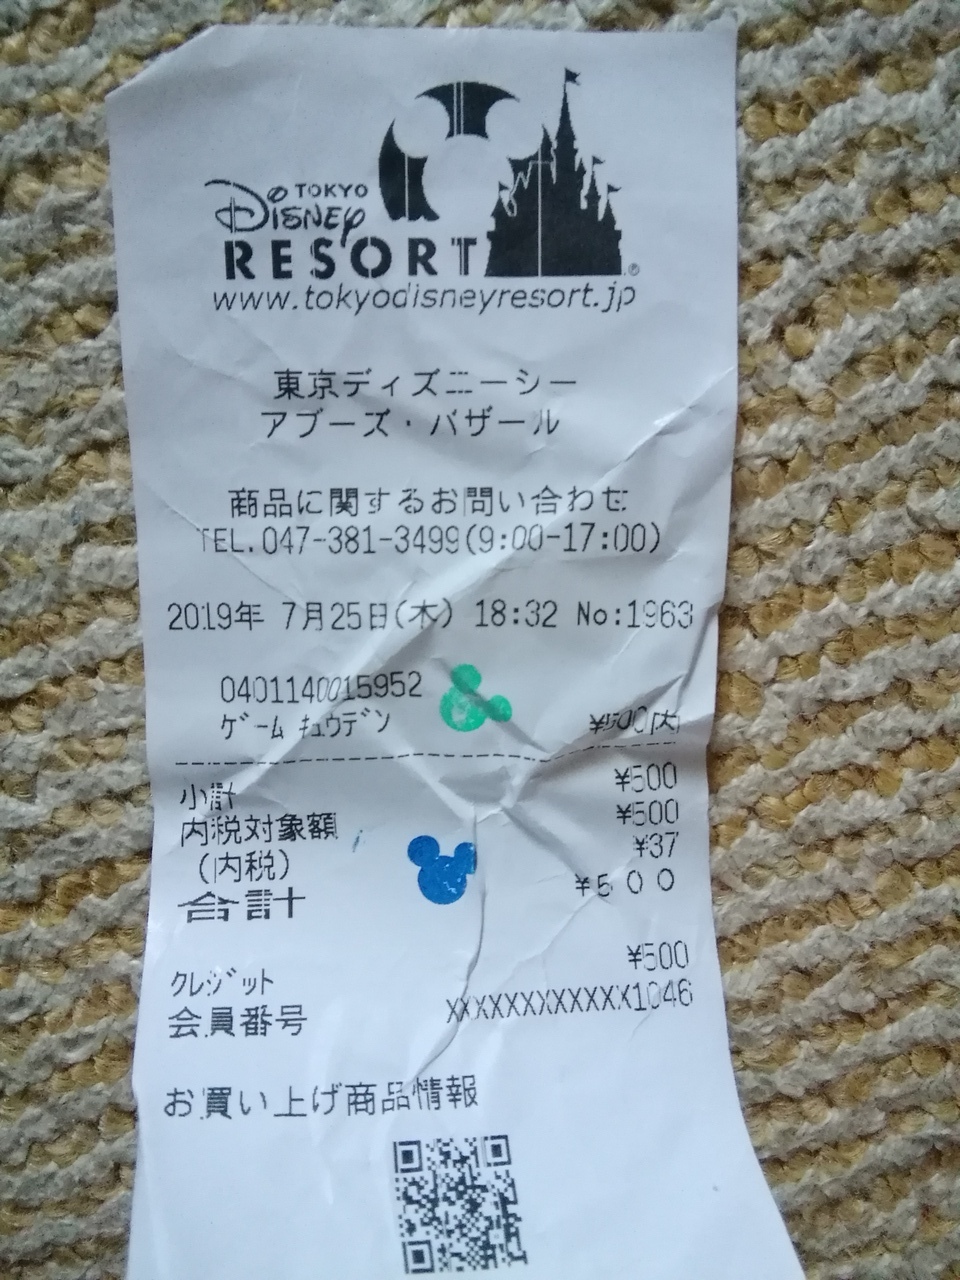 TOKYO
Disney
RESORT®
www.tokyodisneyresort.jp
東京ディズニーシー
アブーズ・バザール
商品に関するお問い合わせ
TEL.047-381-3499(9:00-17:00)
2019年 7月25日(木) 18:32 No:1963
0401140015952
ｹﾞｰﾑ ｷｭｳﾃﾞﾝ ¥500内
小計 ¥500
内税対象額 ¥500
(内税) ¥37
合計 ¥500
ｸﾚｼﾞｯﾄ ¥500
会員番号 XXXXXXXXXXXX1046
お買い上げ商品情報